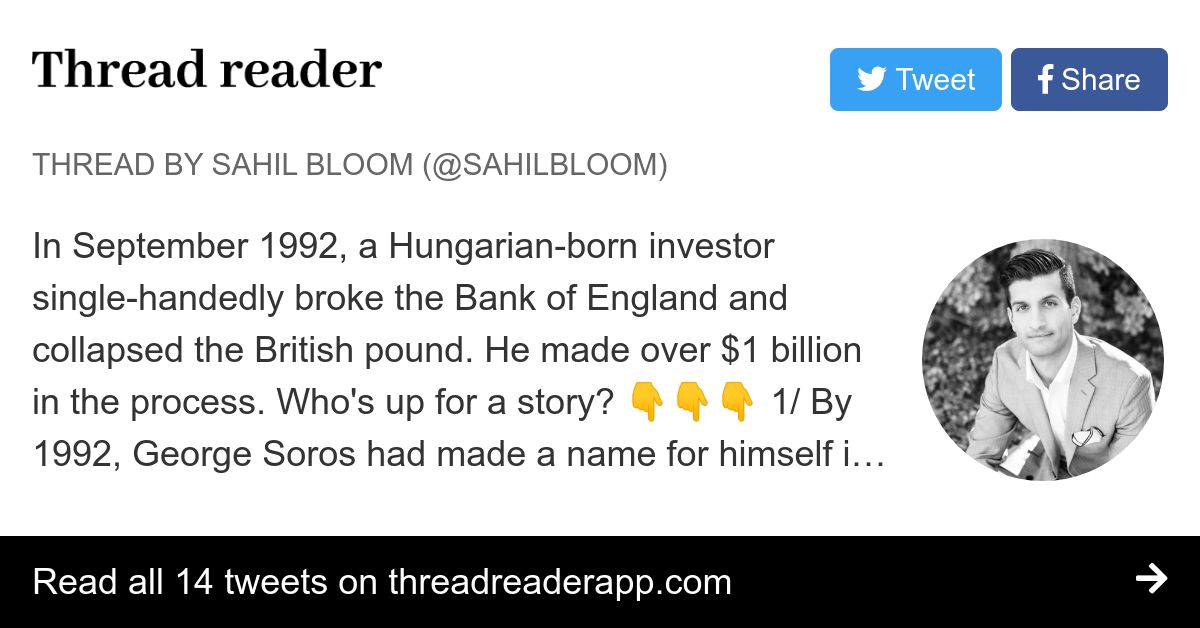 Thread reader
Tweet
Share
THREAD BY SAHIL BLOOM (@SAHILBLOOM)
In September 1992, a Hungarian-born investor
single-handedly broke the Bank of England and
collapsed the British pound. He made over $1 billion
in the process. Who's up for a story? 👇👇👇 1/ By
1992, George Soros had made a name for himself i…
Read all 14 tweets on threadreaderapp.com